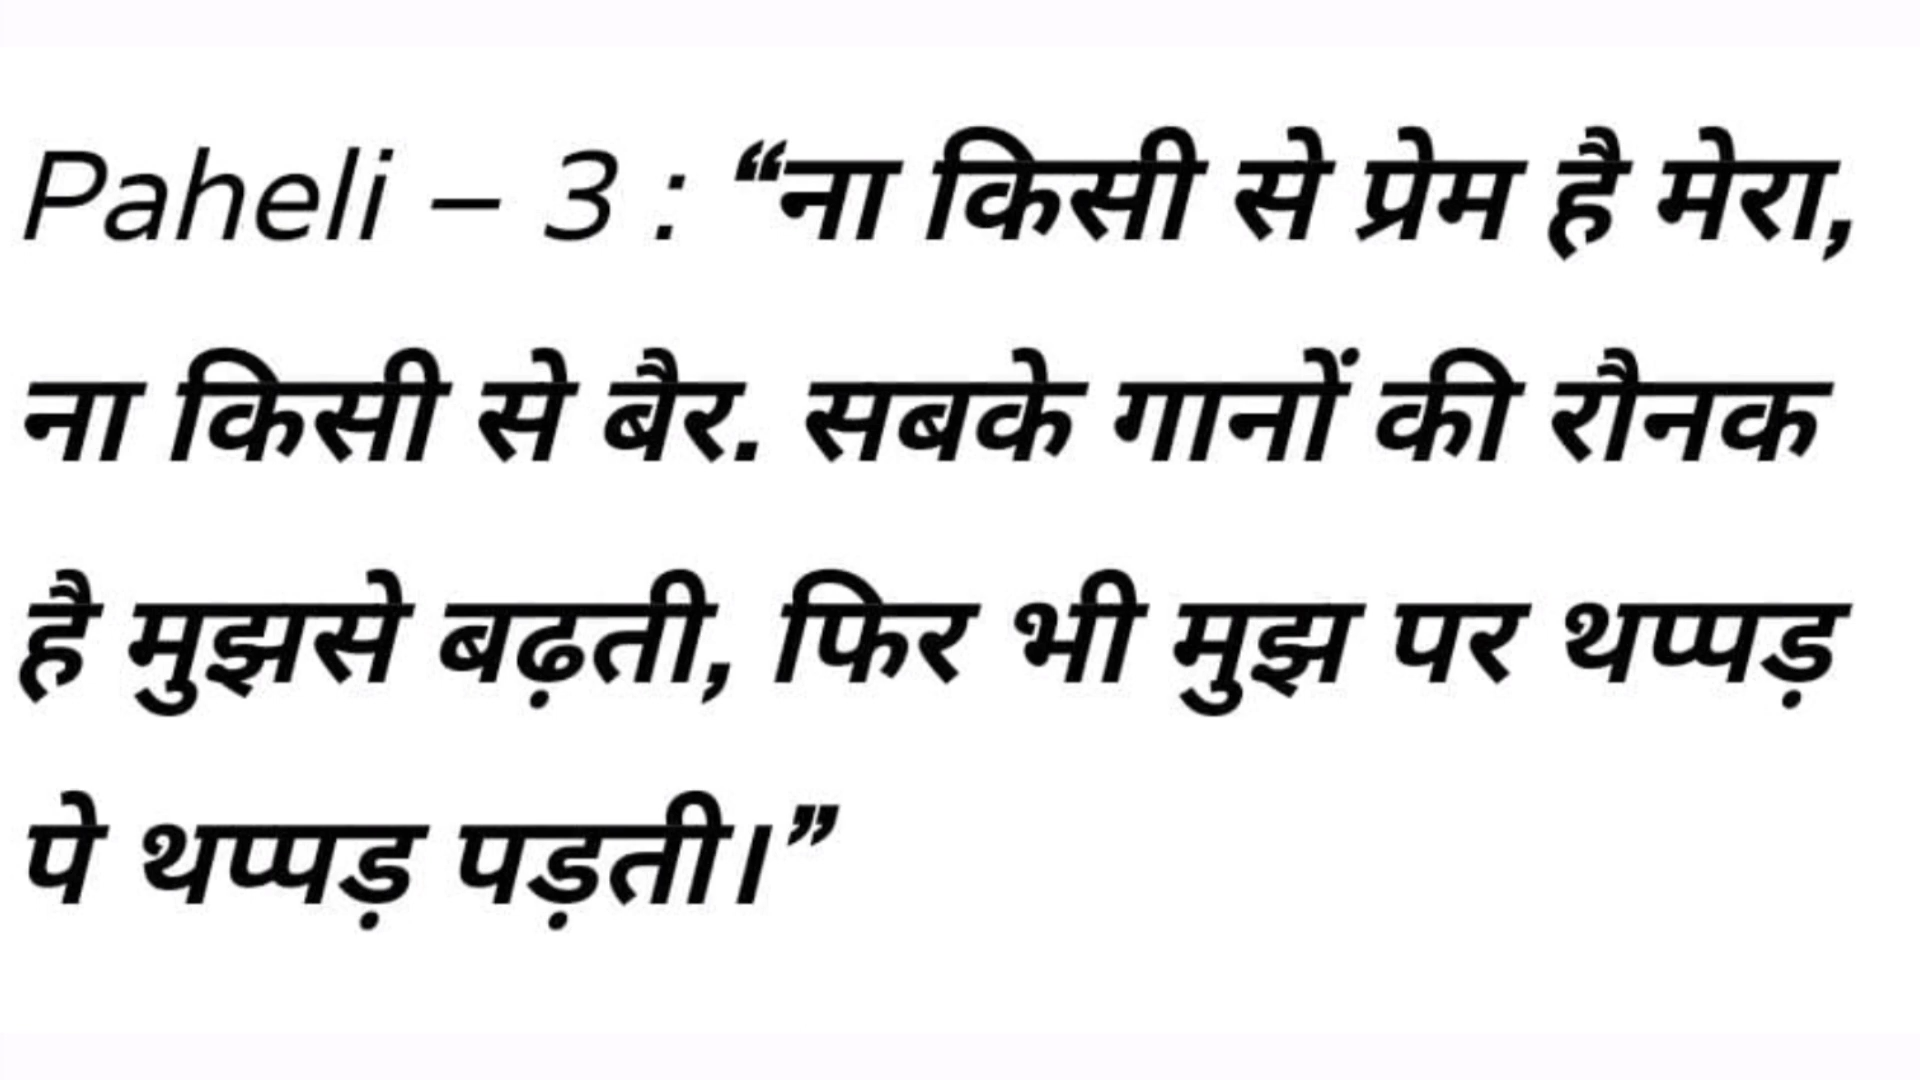 Paheli – 3 : “ना किसी से प्रेम है मेरा,
ना किसी से बैर. सबके गानों की रौनक
है मुझसे बढ़ती, फिर भी मुझ पर थप्पड़
पे थप्पड़ पड़ती।”